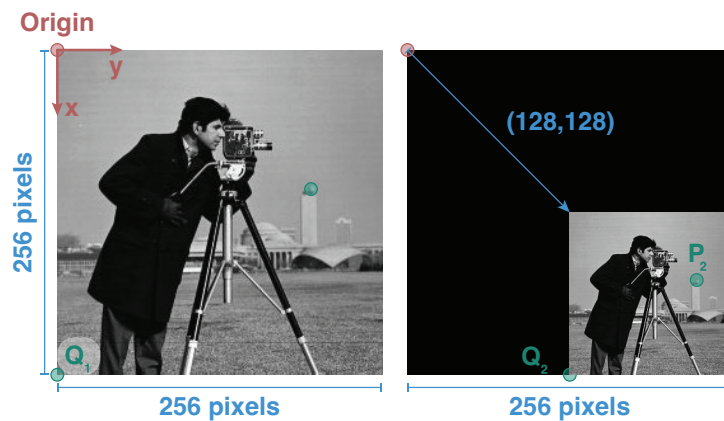 Origin
y
x
256 pixels
Q₁
256 pixels
(128,128)
P₂
Q₂
256 pixels